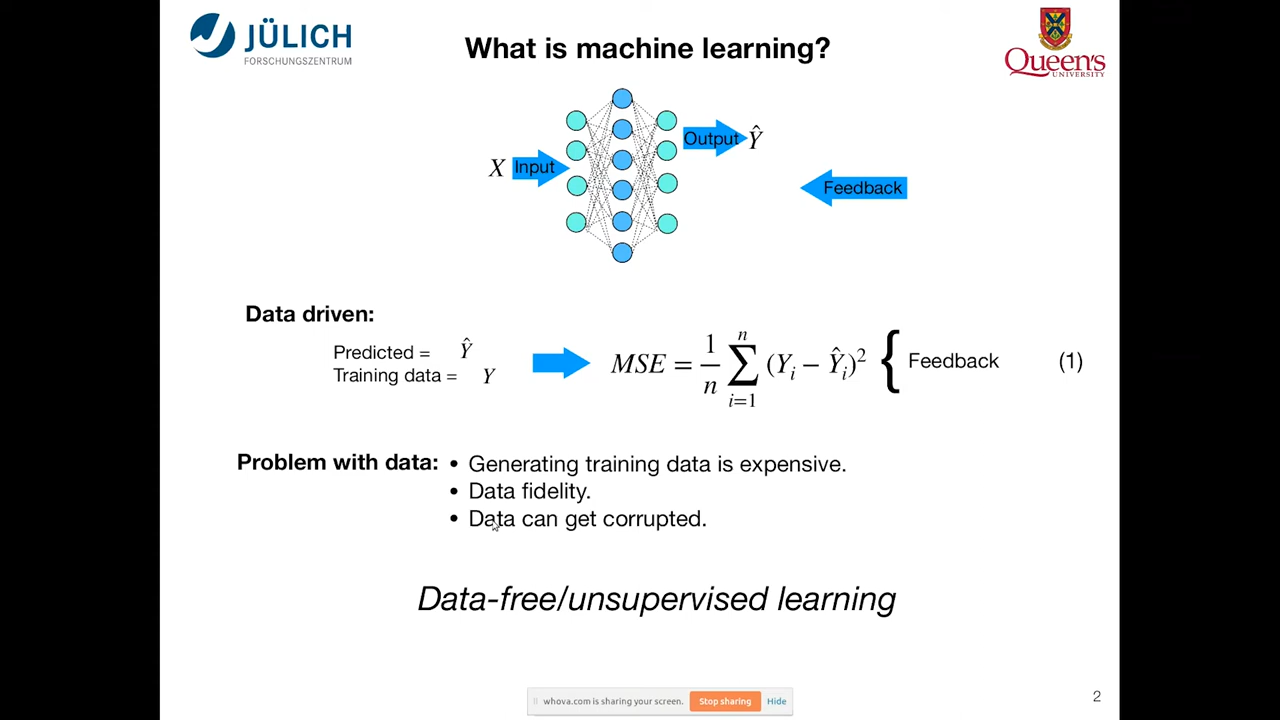 JÜLICH
FORSCHUNGSZENTRUM
What is machine learning?
Queen's
UNIVERSITY
X Input
Output Ŷ
Feedback
Data driven:
Predicted = Ŷ
Training data = Y
MSE = 1/n ∑_{i=1}^{n} (Y_i − Ŷ_i)² { Feedback (1)
Problem with data:
• Generating training data is expensive.
• Data fidelity.
• Data can get corrupted.
Data-free/unsupervised learning
whova.com is sharing your screen. Stop sharing Hide
2